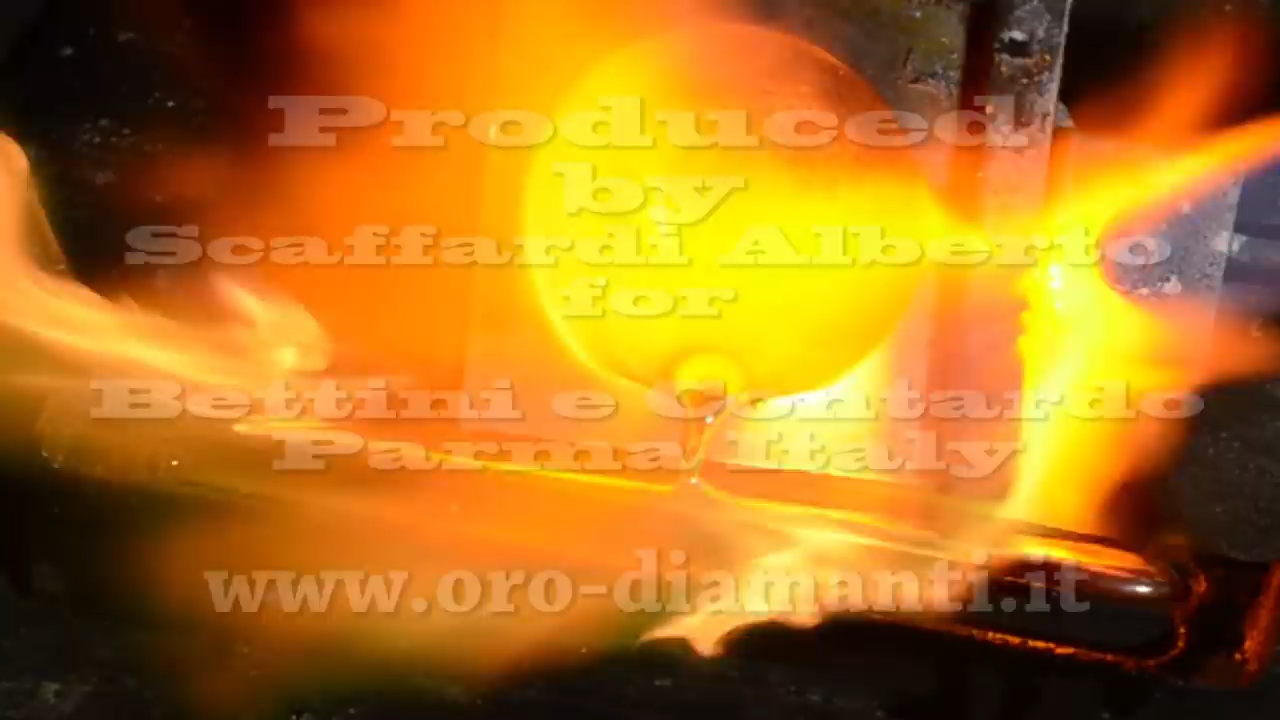 Produced
by
Scaffardi Alberto
for
Bettini e Contardo
Parma Italy
www.oro-diamanti.it